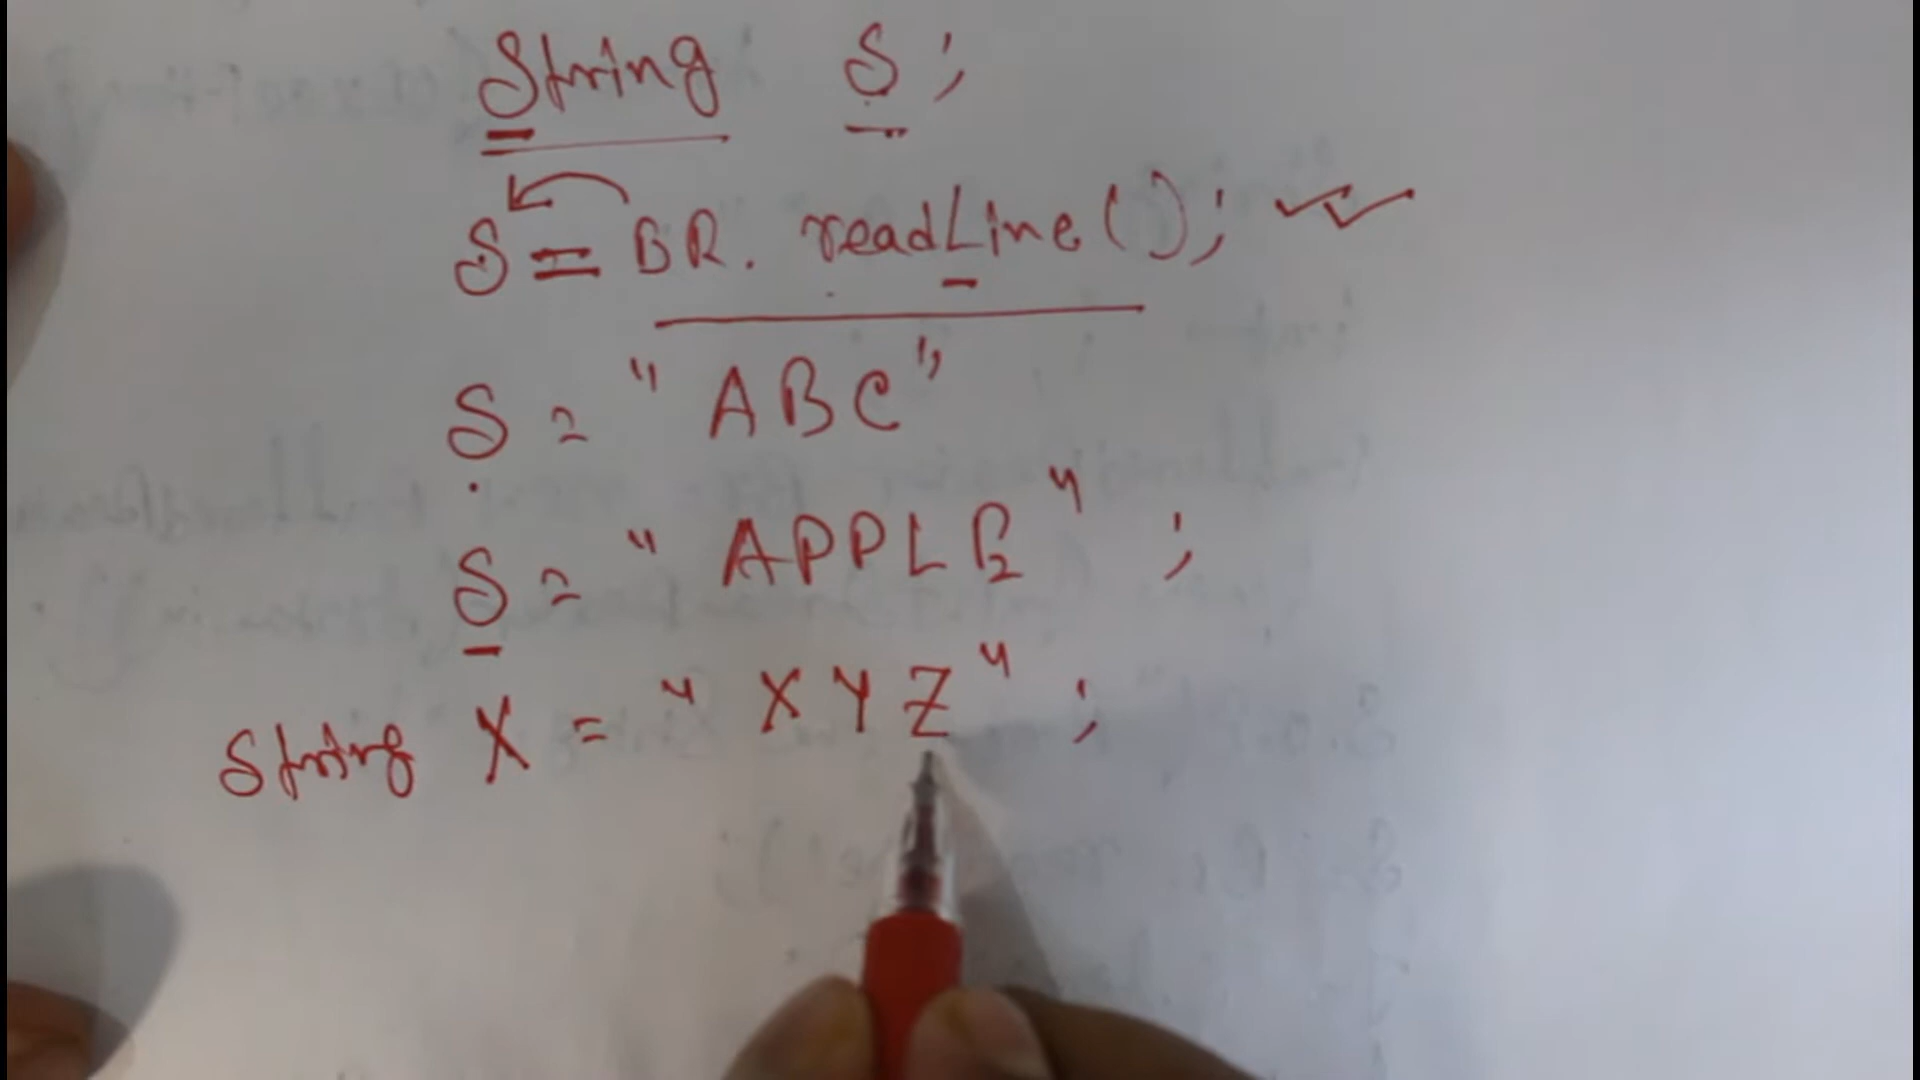 String S;
S = BR. readLine();
S = "ABC"
S = "APPLE";
String X = "XYZ";